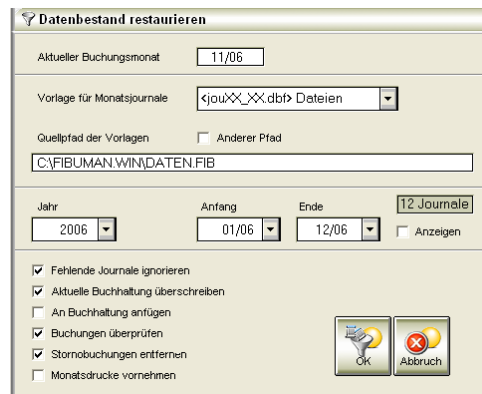 Datenbestand restaurieren
Aktueller Buchungsmonat 11/06
Vorlage für Monatsjournale <jouXX_XX.dbf> Dateien
Quellpfad der Vorlagen Anderer Pfad
C:\FIBUMAN.WIN\DATEN.FIB
Jahr Anfang Ende 12 Journale
2006 01/06 12/06 Anzeigen
Fehlende Journale ignorieren
Aktuelle Buchhaltung überschreiben
An Buchhaltung anfügen
Buchungen überprüfen
Stornobuchungen entfernen
Monatsdrucke vornehmen
OK Abbruch